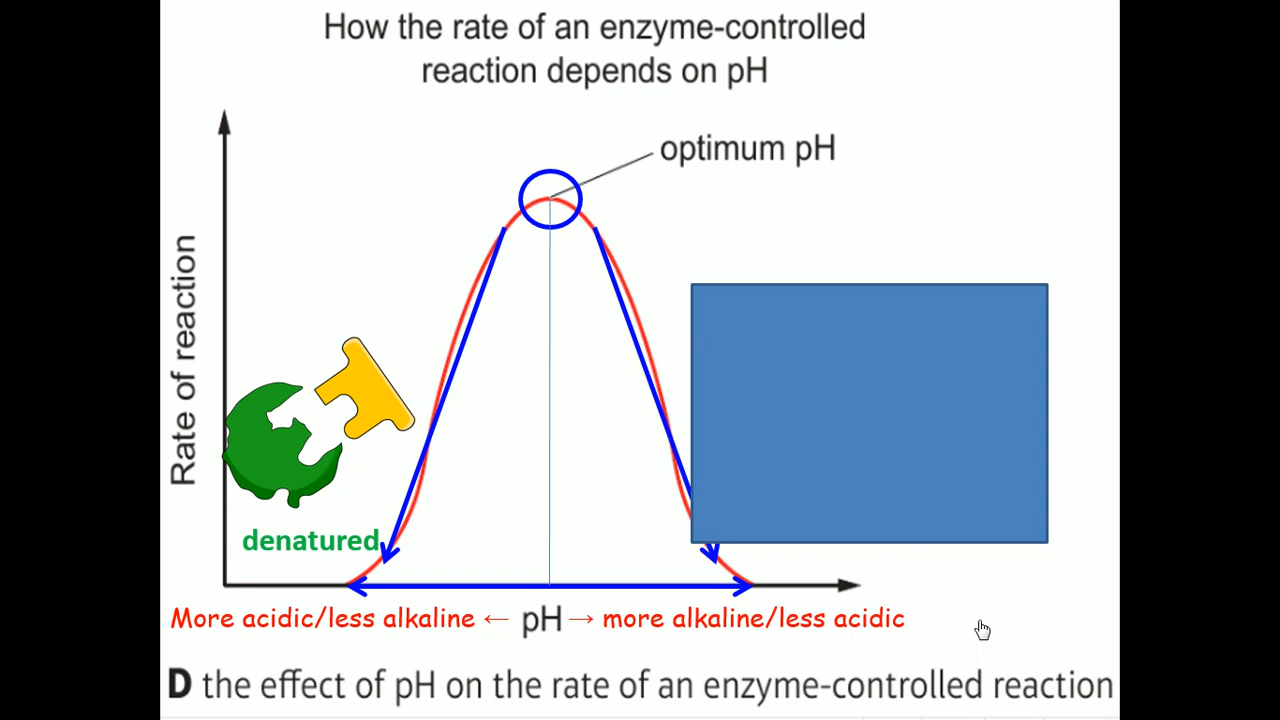 How the rate of an enzyme-controlled
reaction depends on pH
optimum pH
Rate of reaction
denatured
More acidic/less alkaline ← pH → more alkaline/less acidic
D the effect of pH on the rate of an enzyme-controlled reaction